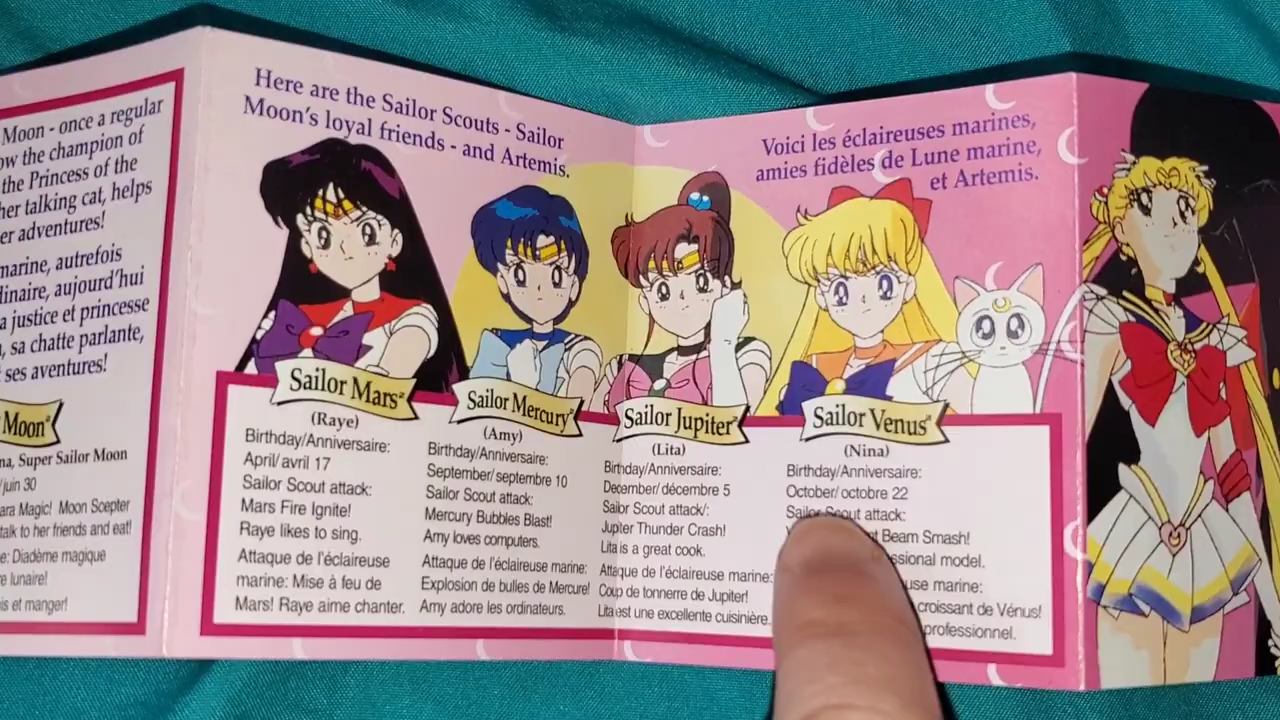 Moon - once a regular
the champion of
the Princess of the
her talking cat, helps
adventures!
marine, autrefois
aujourd'hui
justice et princesse
sa chatte parlante,
ses aventures!
Moon
Super Sailor Moon
juin 30
Magic! Moon Scepter
talk to her friends and eat!
Diadème magique
lunaire!
et manger!
Here are the Sailor Scouts - Sailor
Moon's loyal friends - and Artemis.
Voici les éclaireuses marines,
amies fidèles de Lune marine,
et Artemis.
Sailor Mars
(Raye)
Birthday/Anniversaire:
April/avril 17
Sailor Scout attack:
Mars Fire Ignite!
Raye likes to sing.
Attaque de l'éclaireuse
marine: Mise à feu de
Mars! Raye aime chanter.
Sailor Mercury
(Amy)
Birthday/Anniversaire:
September/septembre 10
Sailor Scout attack:
Mercury Bubbles Blast!
Amy loves computers.
Attaque de l'éclaireuse marine:
Explosion de bulles de Mercure!
Amy adore les ordinateurs.
Sailor Jupiter
(Lita)
Birthday/Anniversaire:
December/décembre 5
Sailor Scout attack/:
Jupiter Thunder Crash!
Lita is a great cook.
Attaque de l'éclaireuse marine:
Coup de tonnerre de Jupiter!
Lita est une excellente cuisinière.
Sailor Venus
(Nina)
Birthday/Anniversaire:
October/octobre 22
Sailor Scout attack:
Beam Smash!
model.
marine:
croissant de Vénus!
professionnel.